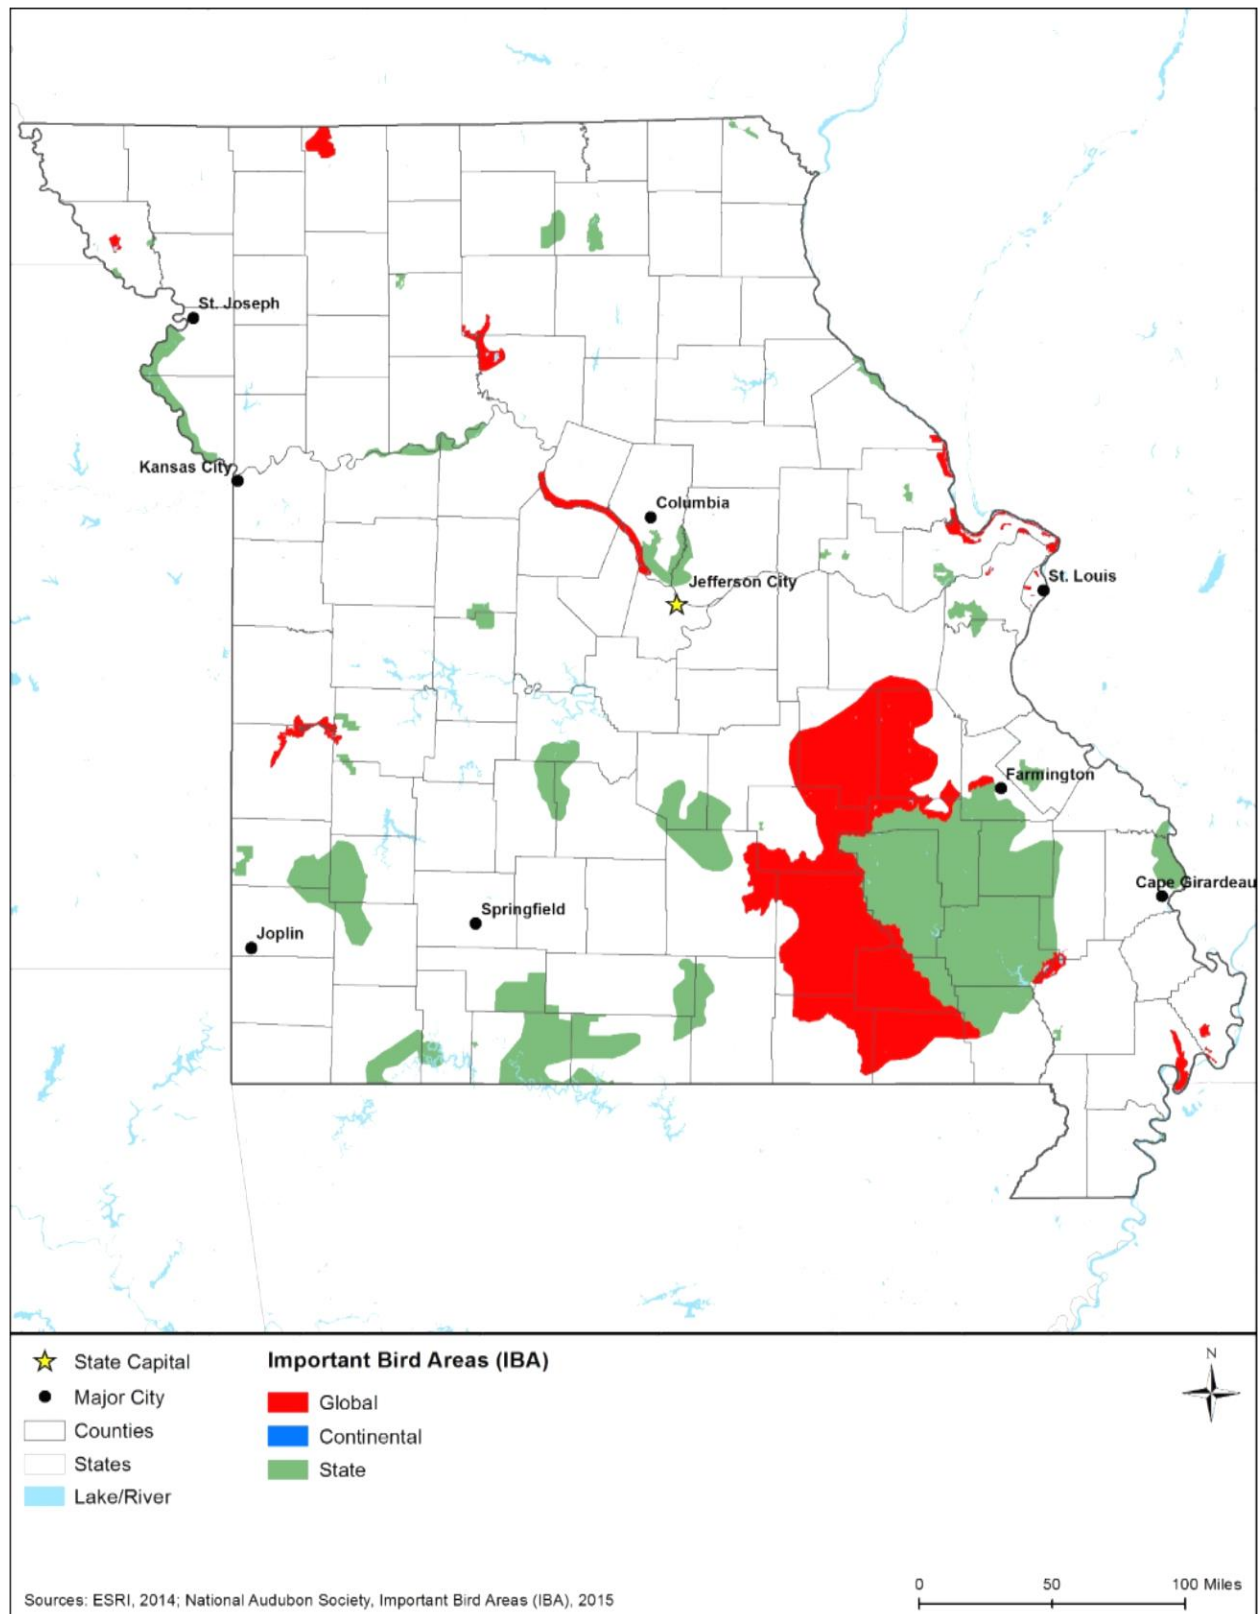 St. Joseph
Kansas City
Columbia
Jefferson City
St. Louis
Farmington
Cape Girardeau
Springfield
Joplin
State Capital
Major City
Counties
States
Lake/River
Important Bird Areas (IBA)
Global
Continental
State
N
0 50 100 Miles
Sources: ESRI, 2014; National Audubon Society, Important Bird Areas (IBA), 2015